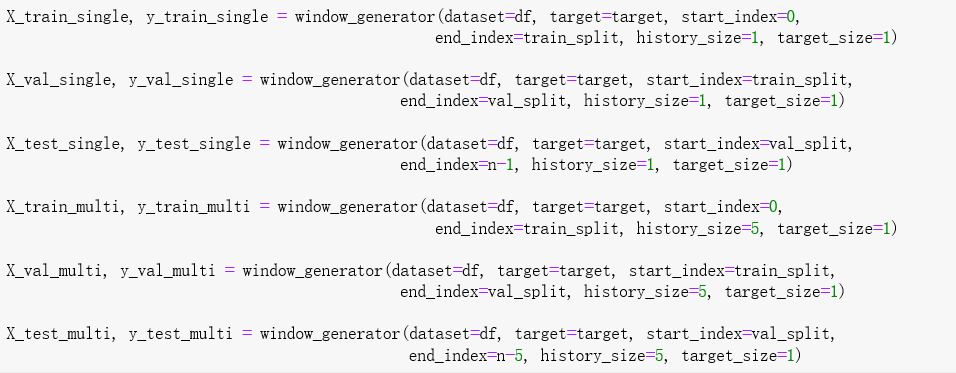 X_train_single, y_train_single = window_generator(dataset=df, target=target, start_index=0,
end_index=train_split, history_size=1, target_size=1)
X_val_single, y_val_single = window_generator(dataset=df, target=target, start_index=train_split,
end_index=val_split, history_size=1, target_size=1)
X_test_single, y_test_single = window_generator(dataset=df, target=target, start_index=val_split,
end_index=n-1, history_size=1, target_size=1)
X_train_multi, y_train_multi = window_generator(dataset=df, target=target, start_index=0,
end_index=train_split, history_size=5, target_size=1)
X_val_multi, y_val_multi = window_generator(dataset=df, target=target, start_index=train_split,
end_index=val_split, history_size=5, target_size=1)
X_test_multi, y_test_multi = window_generator(dataset=df, target=target, start_index=val_split,
end_index=n-5, history_size=5, target_size=1)